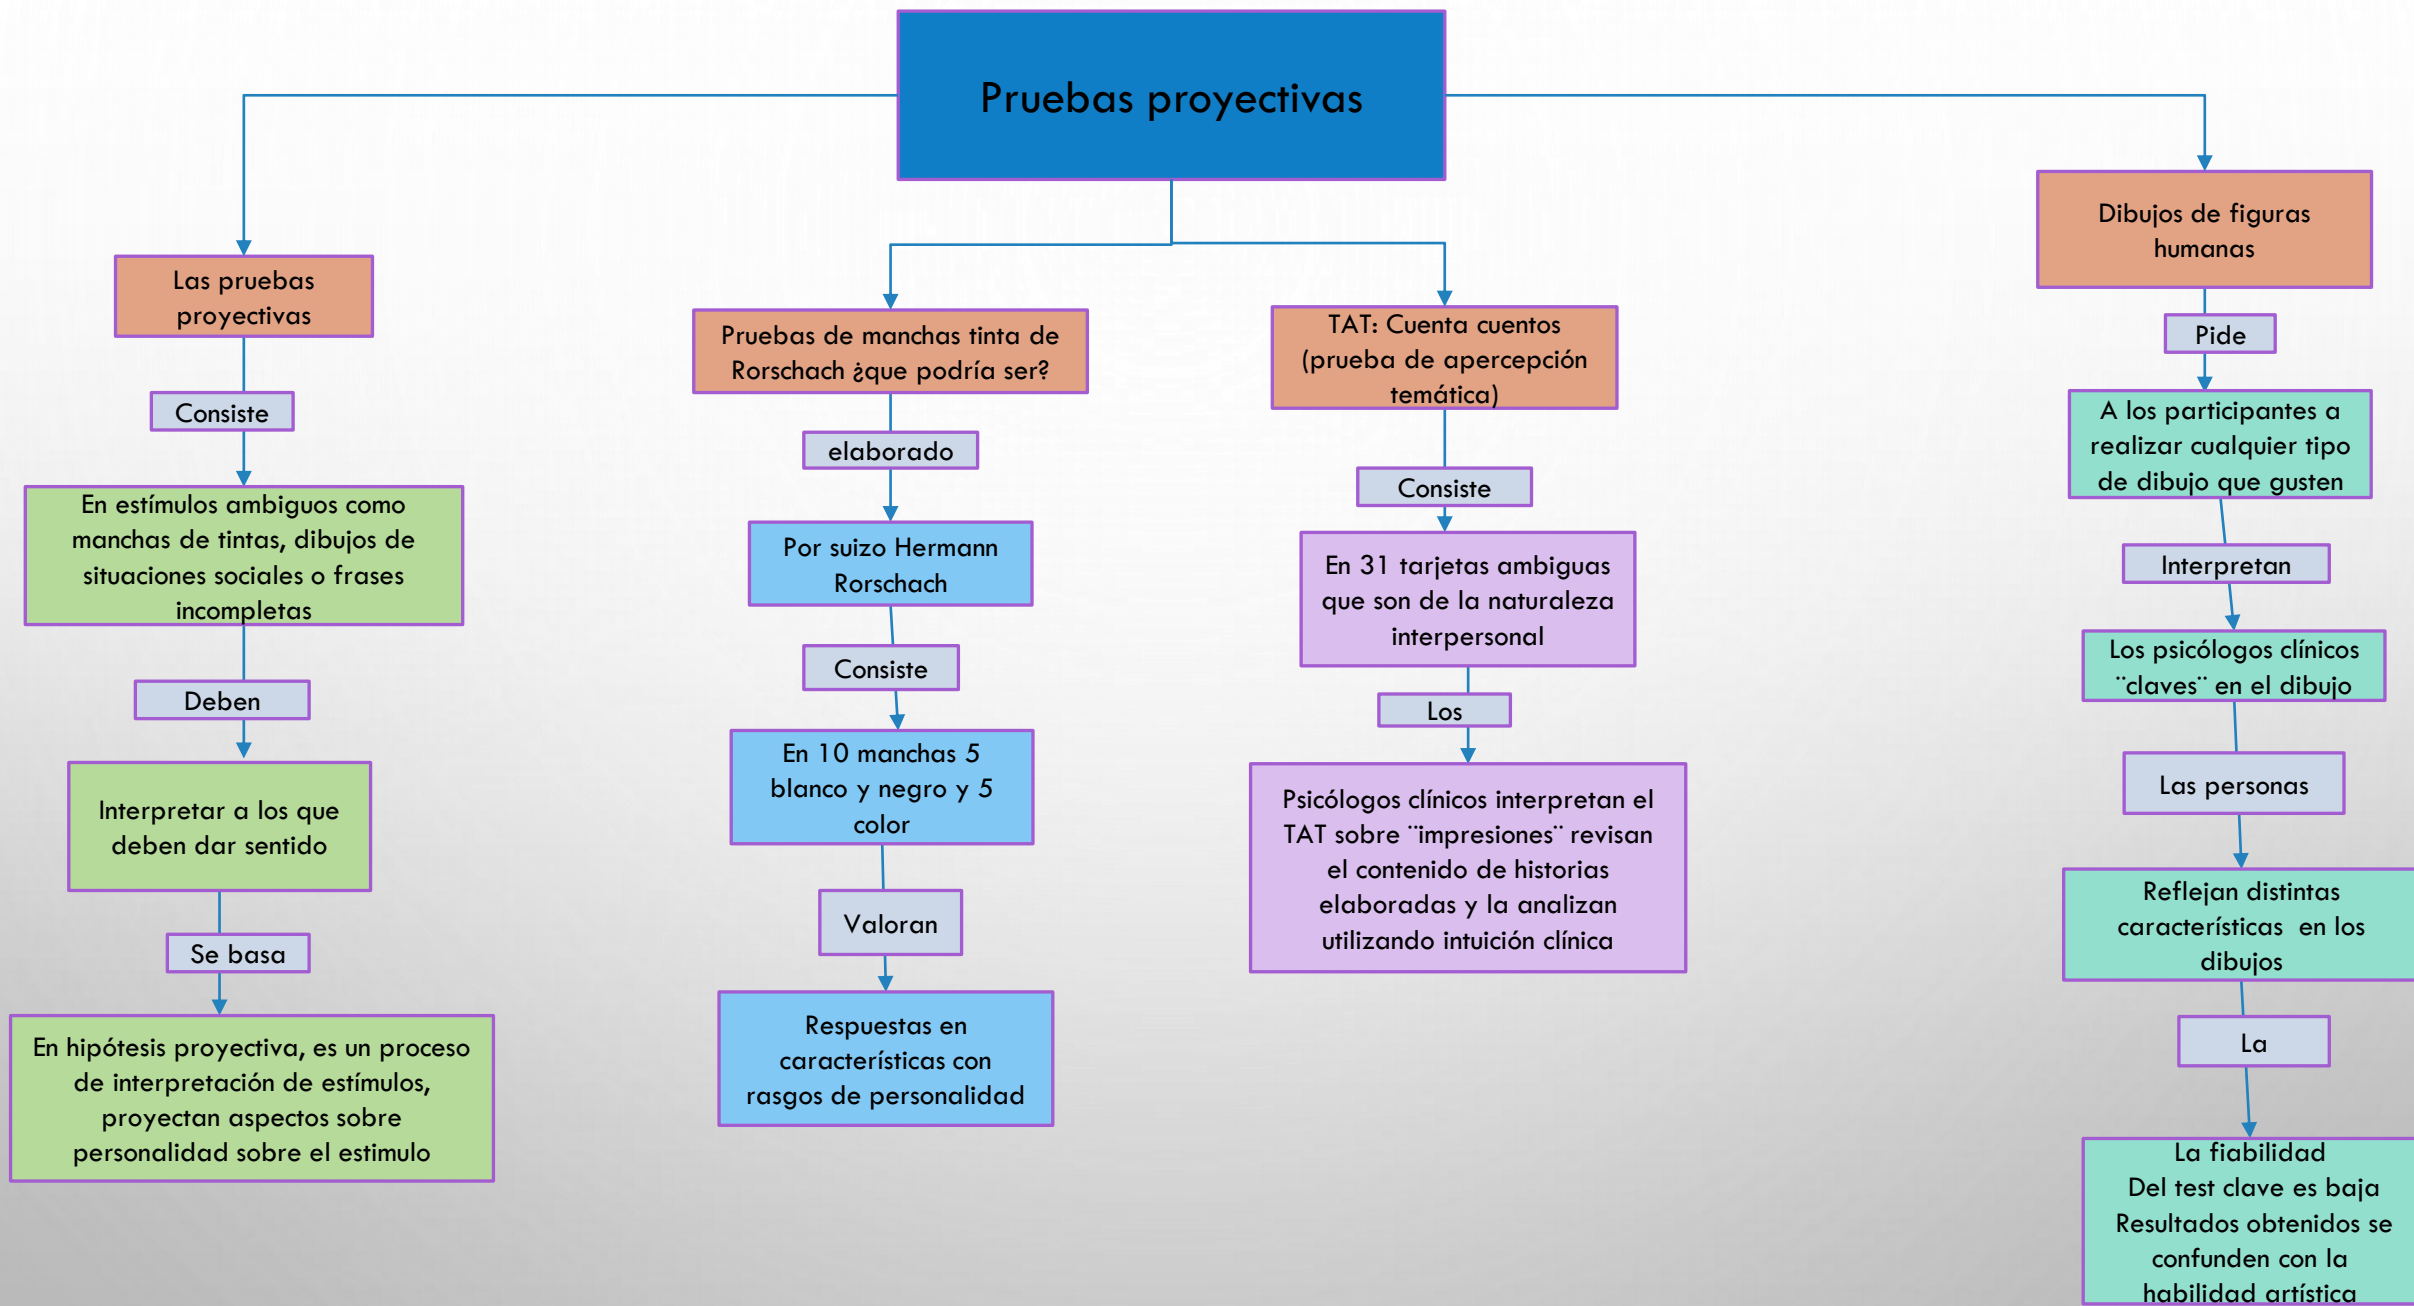 Pruebas proyectivas
Las pruebas
proyectivas
Consiste
En estímulos ambiguos como
manchas de tintas, dibujos de
situaciones sociales o frases
incompletas
Deben
Interpretar a los que
deben dar sentido
Se basa
En hipótesis proyectiva, es un proceso
de interpretación de estímulos,
proyectan aspectos sobre
personalidad sobre el estimulo
Pruebas de manchas tinta de
Rorschach ¿que podría ser?
elaborado
Por suizo Hermann
Rorschach
Consiste
En 10 manchas 5
blanco y negro y 5
color
Valoran
Respuestas en
características con
rasgos de personalidad
TAT: Cuenta cuentos
(prueba de apercepción
temática)
Consiste
En 31 tarjetas ambiguas
que son de la naturaleza
interpersonal
Los
Psicólogos clínicos interpretan el
TAT sobre ¨impresiones¨ revisan
el contenido de historias
elaboradas y la analizan
utilizando intuición clínica
Dibujos de figuras
humanas
Pide
A los participantes a
realizar cualquier tipo
de dibujo que gusten
Interpretan
Los psicólogos clínicos
¨claves¨ en el dibujo
Las personas
Reflejan distintas
características en los
dibujos
La
La fiabilidad
Del test clave es baja
Resultados obtenidos se
confunden con la
habilidad artística